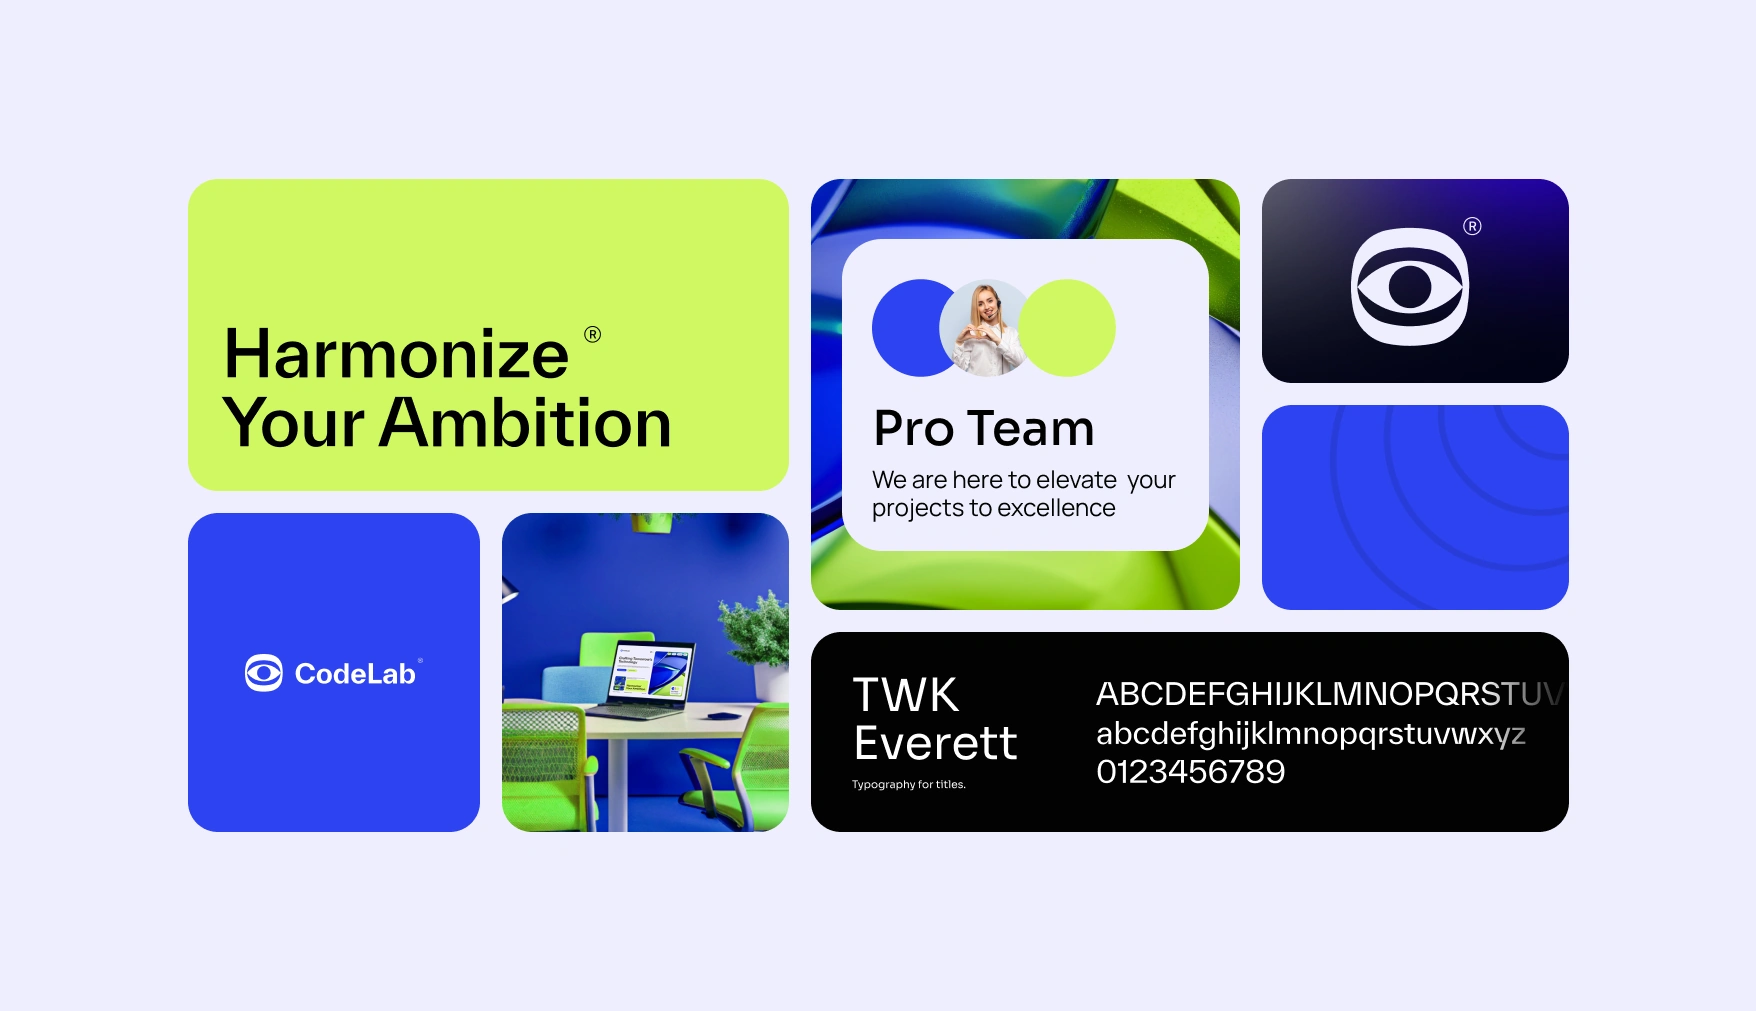 Harmonize ®
Your Ambition
CodeLab ®
Pro Team
We are here to elevate  your
projects to excellence
®
TWK
Everett
Typography for titles.
ABCDEFGHIJKLMNOPQRSTUV
abcdefghijklmnopqrstuvwxyz
0123456789